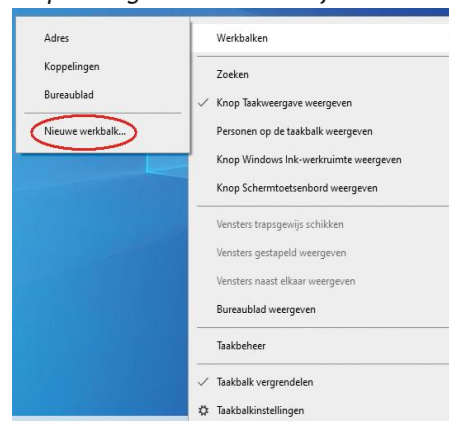 Adres
Koppelingen
Bureaublad
Nieuwe werkbalk...
Werkbalken
Zoeken
Knop Taakweergave weergeven
Personen op de taakbalk weergeven
Knop Windows Ink-werkruimte weergeven
Knop Schermtoetsenbord weergeven
Vensters trapsgewijs schikken
Vensters gestapeld weergeven
Vensters naast elkaar weergeven
Bureaublad weergeven
Taakbeheer
Taakbalk vergrendelen
Taakbalkinstellingen